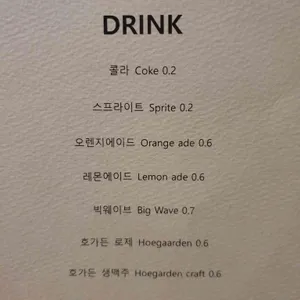 DRINK
콜라 Coke 0.2
스프라이트 Sprite 0.2
오렌지에이드 Orange ade 0.6
레몬에이드 Lemon ade 0.6
빅웨이브 Big Wave 0.7
호가든 로제 Hoegaarden 0.6
호가든 생맥주 Hoegarden craft 0.6